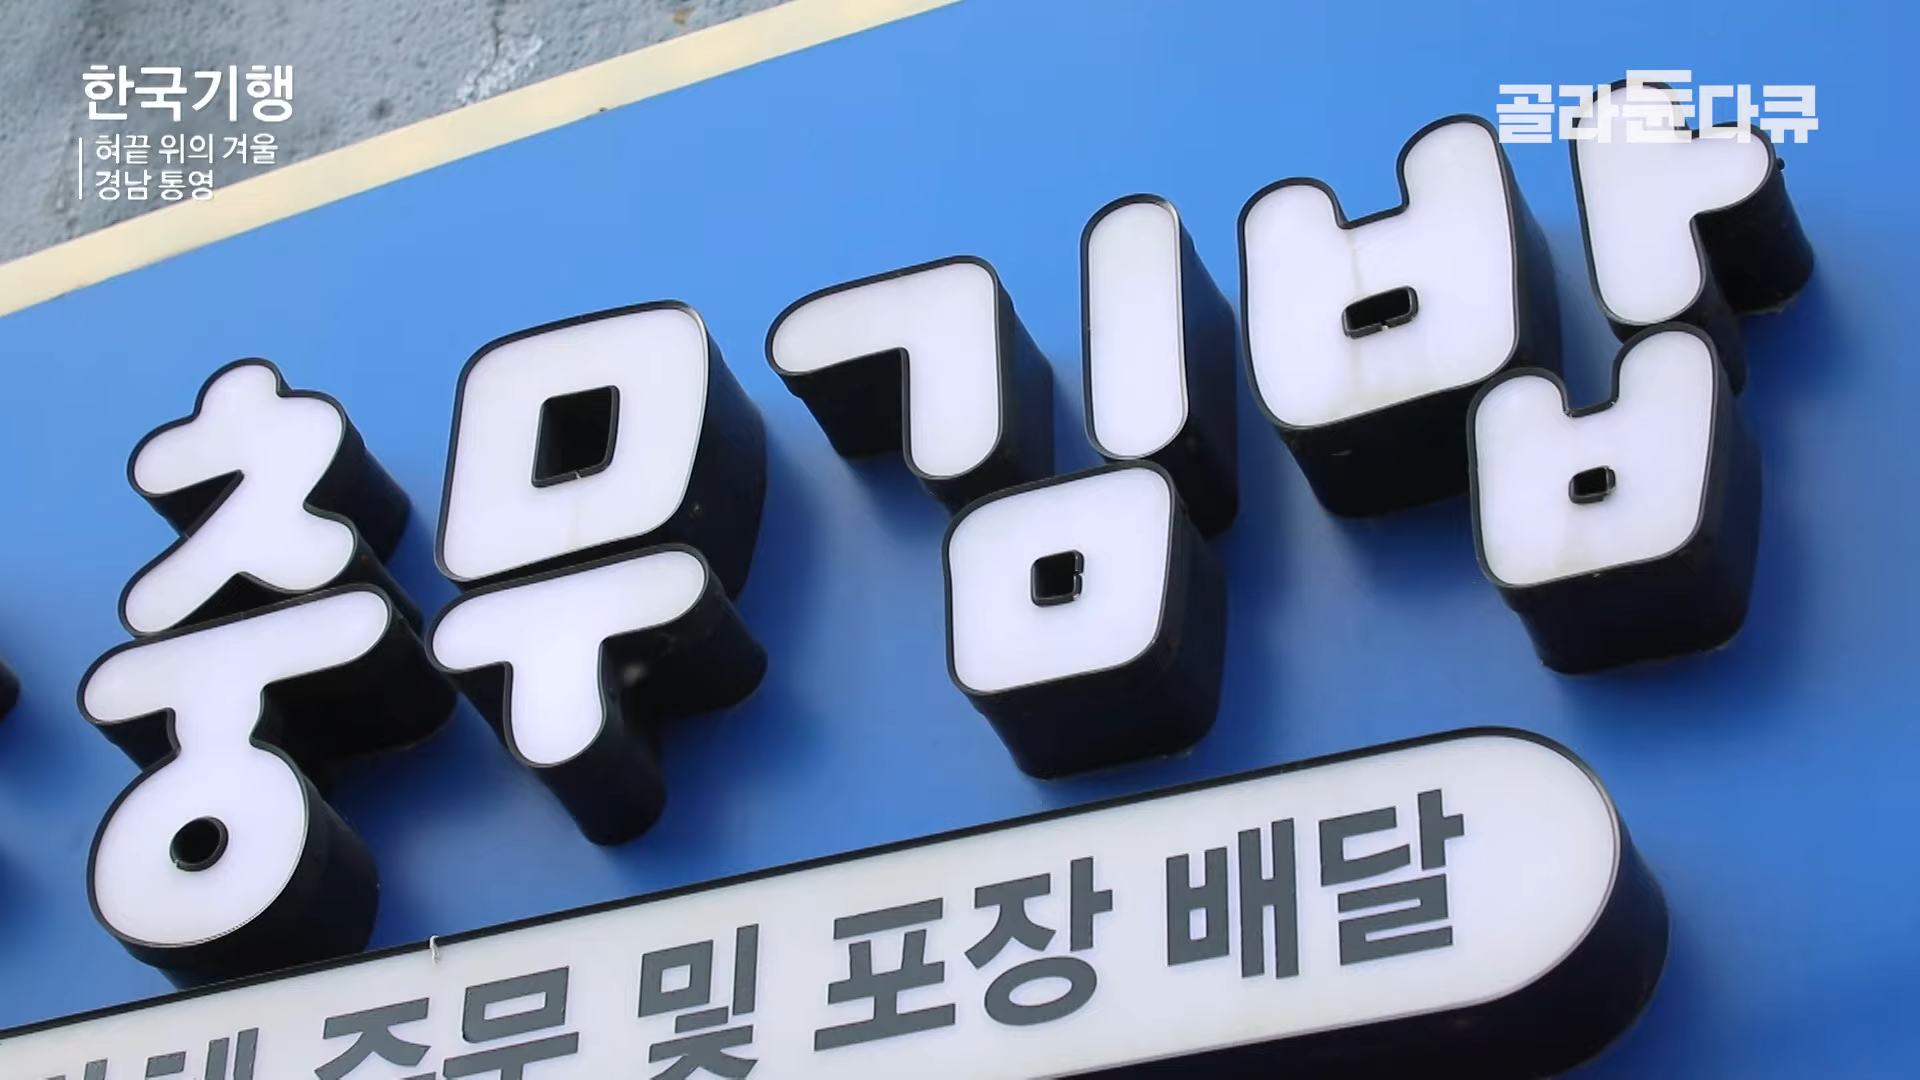 한국기행
혀끝 위의 겨울
경남 통영
골라둔다큐
충무김밥
주문 및 포장 배달